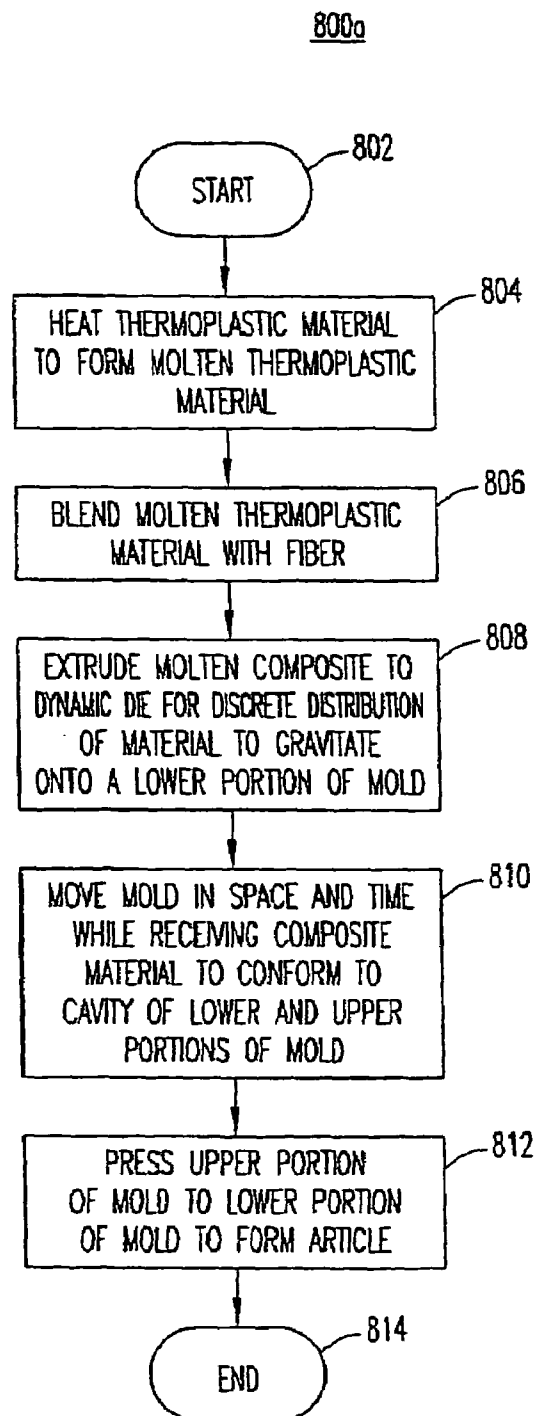 800a
802
START
804
HEAT THERMOPLASTIC MATERIAL
TO FORM MOLTEN THERMOPLASTIC
MATERIAL
806
BLEND MOLTEN THERMOPLASTIC
MATERIAL WITH FIBER
808
EXTRUDE MOLTEN COMPOSITE TO
DYNAMIC DIE FOR DISCRETE DISTRIBUTION
OF MATERIAL TO GRAVITATE
ONTO A LOWER PORTION OF MOLD
810
MOVE MOLD IN SPACE AND TIME
WHILE RECEIVING COMPOSITE
MATERIAL TO CONFORM TO
CAVITY OF LOWER AND UPPER
PORTIONS OF MOLD
812
PRESS UPPER PORTION
OF MOLD TO LOWER PORTION
OF MOLD TO FORM ARTICLE
814
END